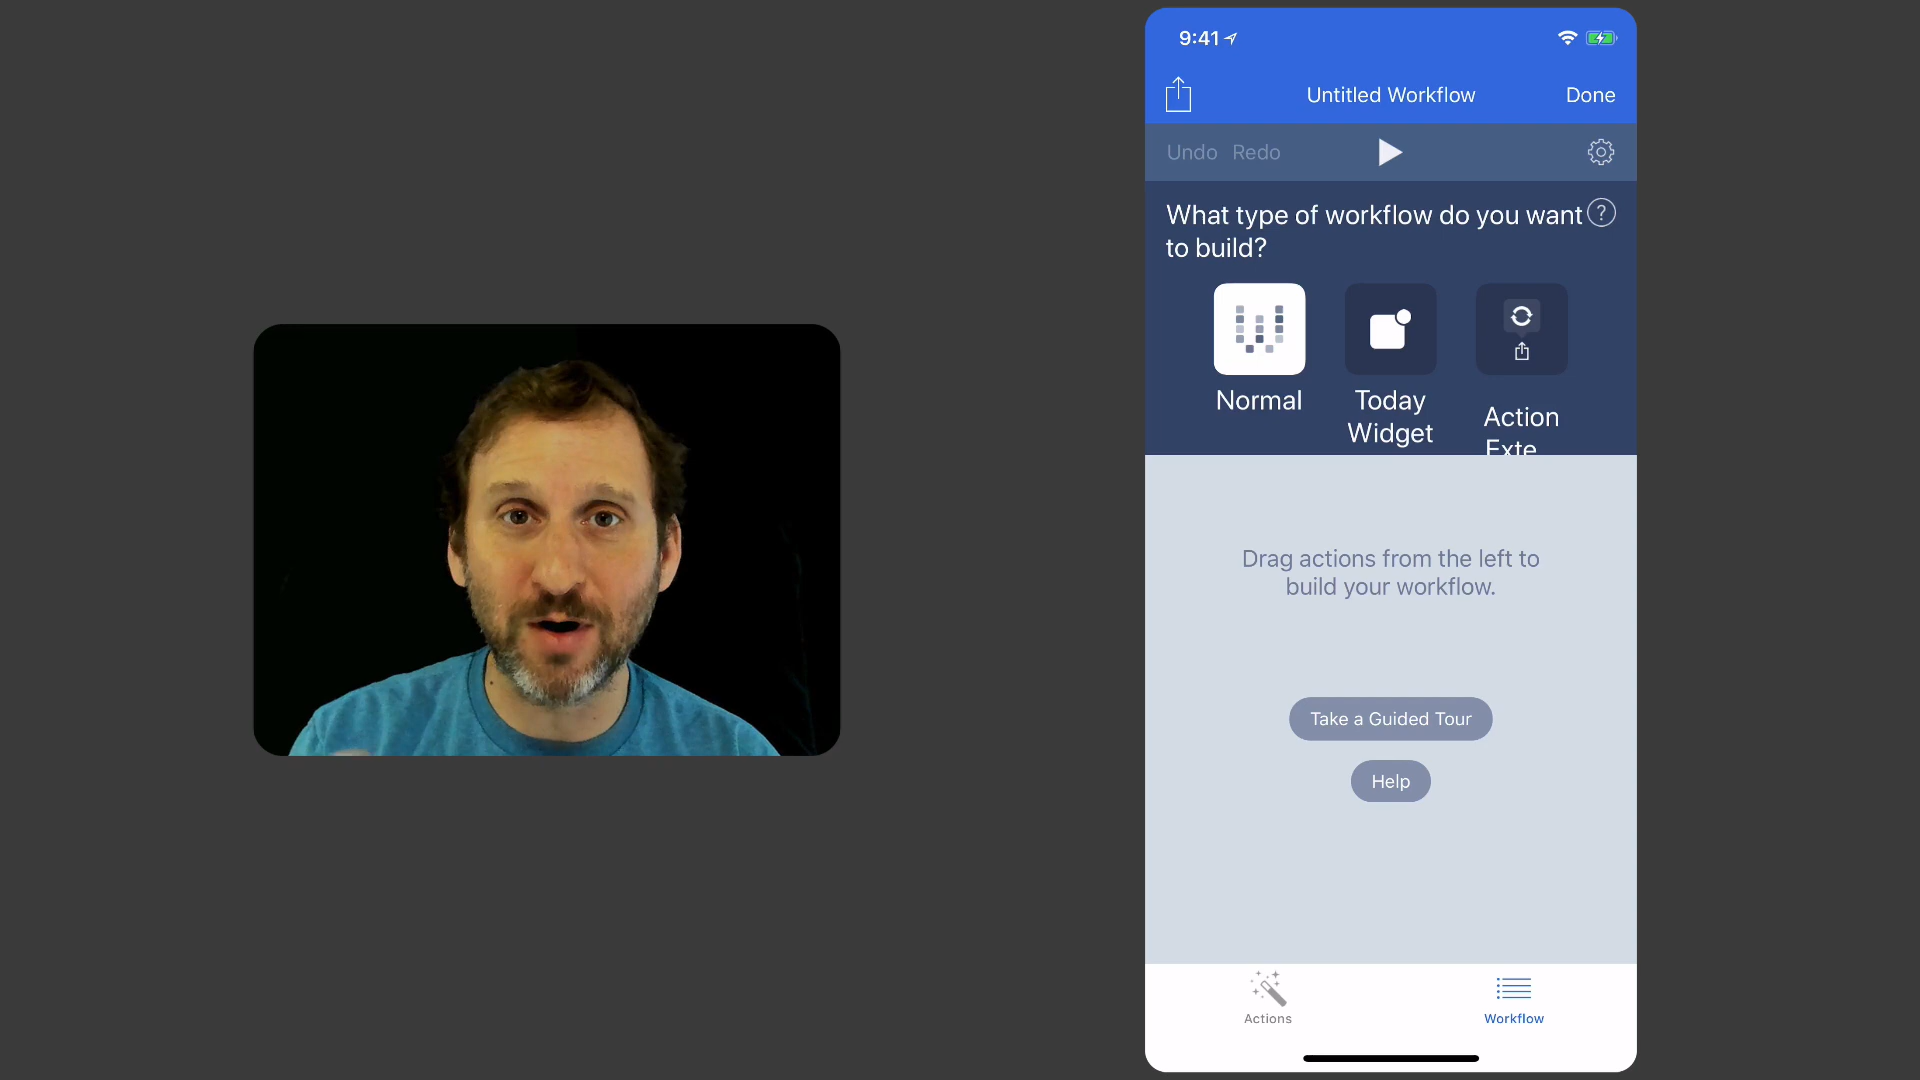 9:41
Untitled Workflow
Done
Undo Redo
What type of workflow do you want
to build?
Normal
Today
Widget
Action
Exte
Drag actions from the left to
build your workflow.
Take a Guided Tour
Help
Actions
Workflow